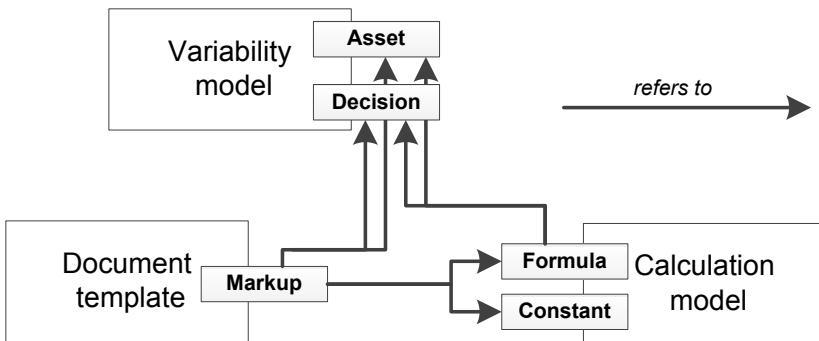 Variability
model
Asset
Decision
refers to
Document
template
Markup
Formula
Constant
Calculation
model